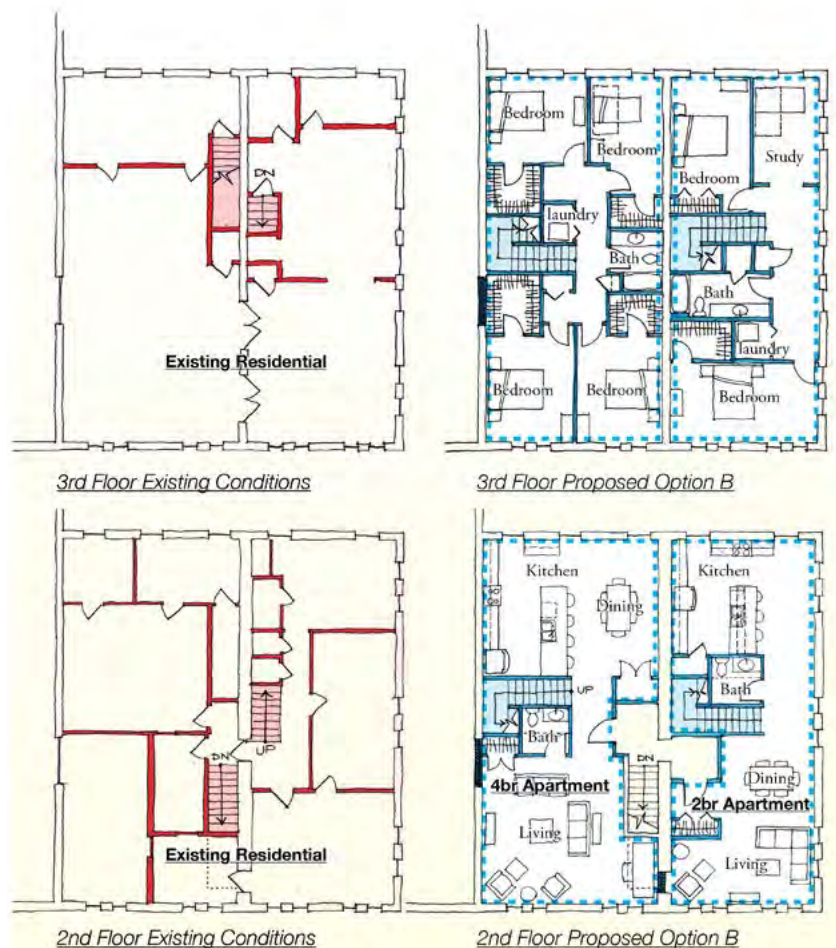 DN
Existing Residential
3rd Floor Existing Conditions
Bedroom
Bedroom
laundry
Bath
Bedroom
Bedroom
Bedroom
Study
Bath
laundry
Bedroom
3rd Floor Proposed Option B
DN
UP
Existing Residential
2nd Floor Existing Conditions
Kitchen
Dining
UP
Bath
4br Apartment
DN
Living
Kitchen
Bath
Dining
2br Apartment
Living
2nd Floor Proposed Option B